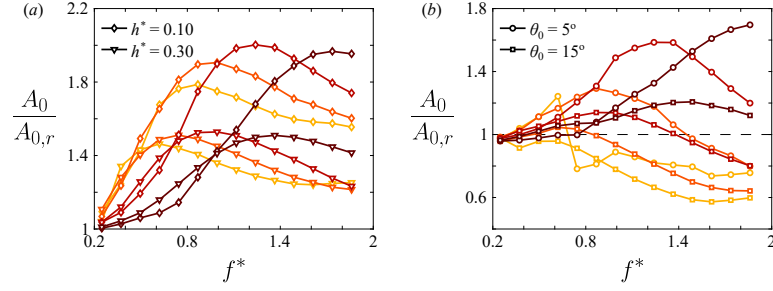 (a)
2.2
1.8
1.4
1
h* = 0.10
h* = 0.30
A₀
A₀,ᵣ
0.2
0.8
1.4
2
f*
(b)
1.8
1.4
1
0.6
θ₀ = 5°
θ₀ = 15°
A₀
A₀,ᵣ
0.2
0.8
1.4
2
f*